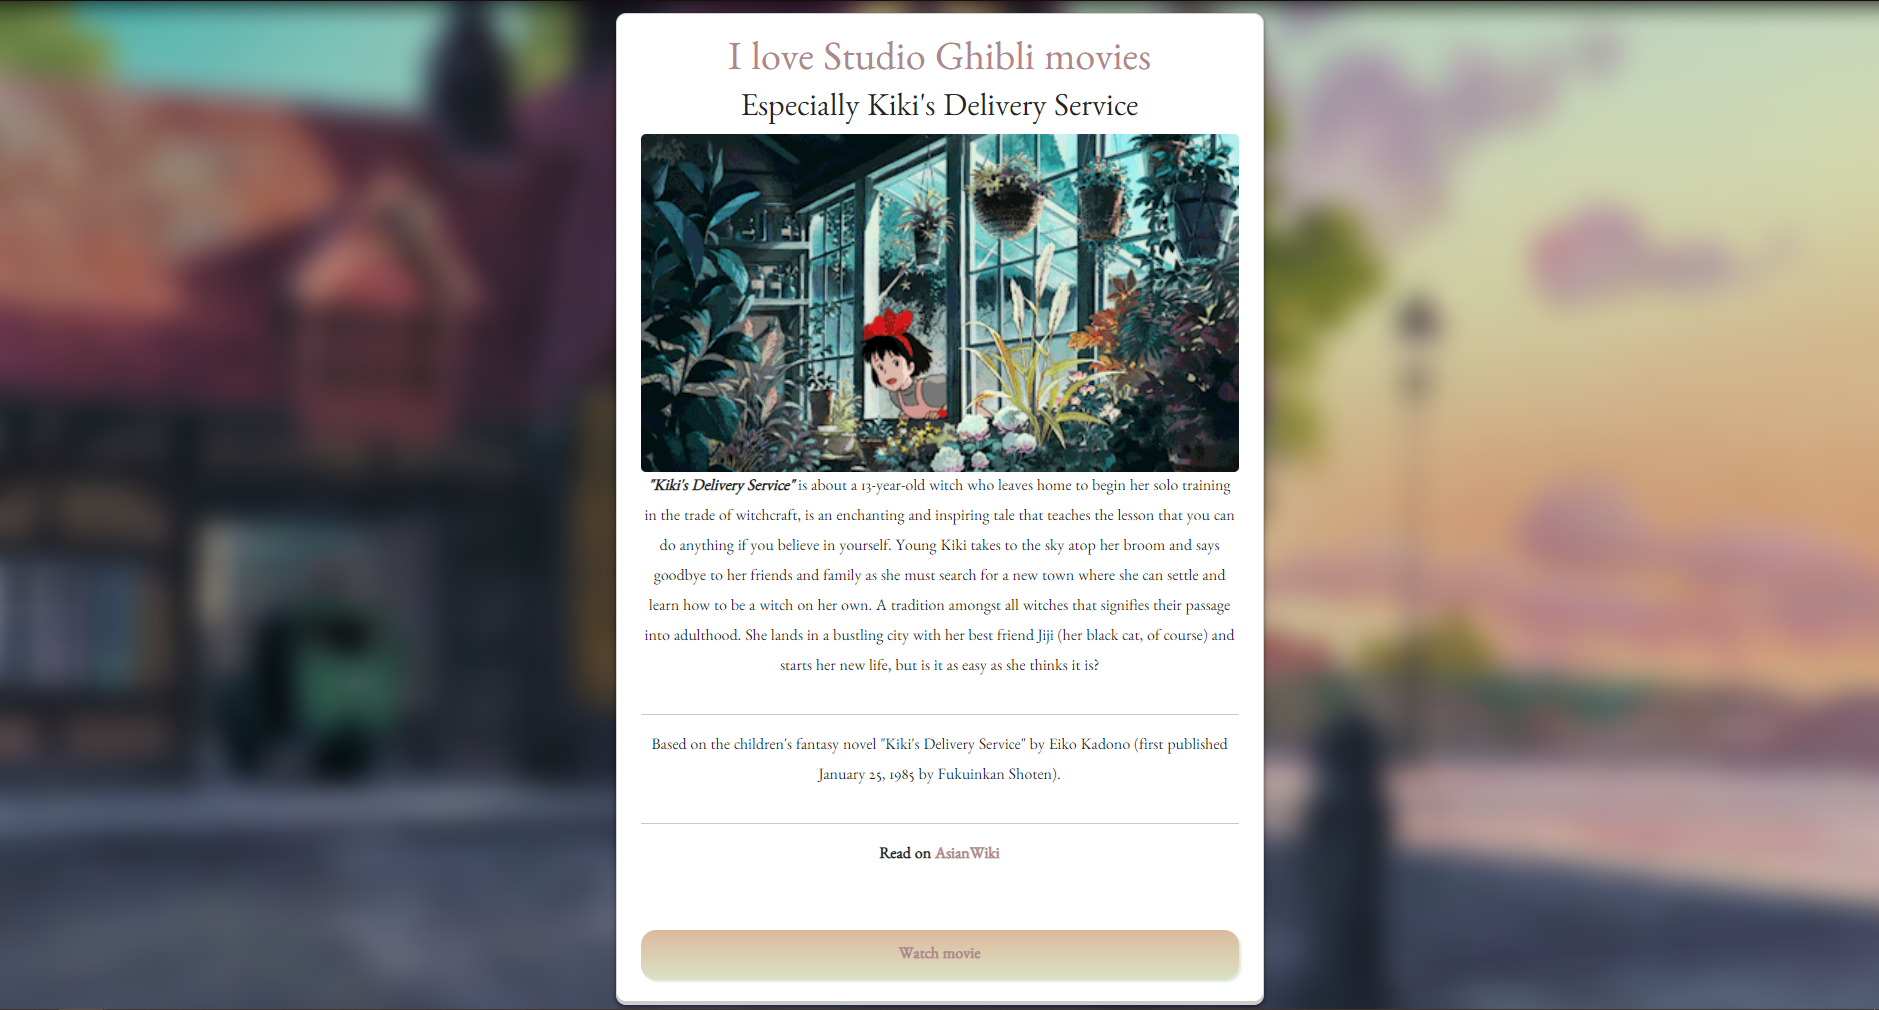 I love Studio Ghibli movies
Especially Kiki's Delivery Service
"Kiki's Delivery Service" is about a 13-year-old witch who leaves home to begin her solo training
in the trade of witchcraft, is an enchanting and inspiring tale that teaches the lesson that you can
do anything if you believe in yourself. Young Kiki takes to the sky atop her broom and says
goodbye to her friends and family as she must search for a new town where she can settle and
learn how to be a witch on her own. A tradition amongst all witches that signifies their passage
into adulthood. She lands in a bustling city with her best friend Jiji (her black cat, of course) and
starts her new life, but is it as easy as she thinks it is?
Based on the children's fantasy novel "Kiki's Delivery Service" by Eiko Kadono (first published
January 25, 1985 by Fukuinkan Shoten).
Read on AsianWiki
Watch movie